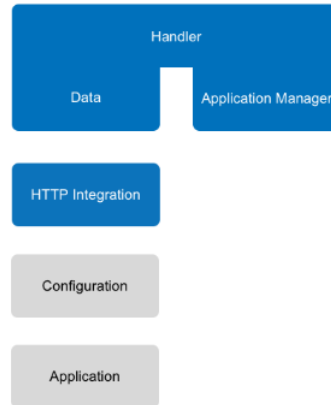 Handler
Data
Application Manager
HTTP Integration
Configuration
Application